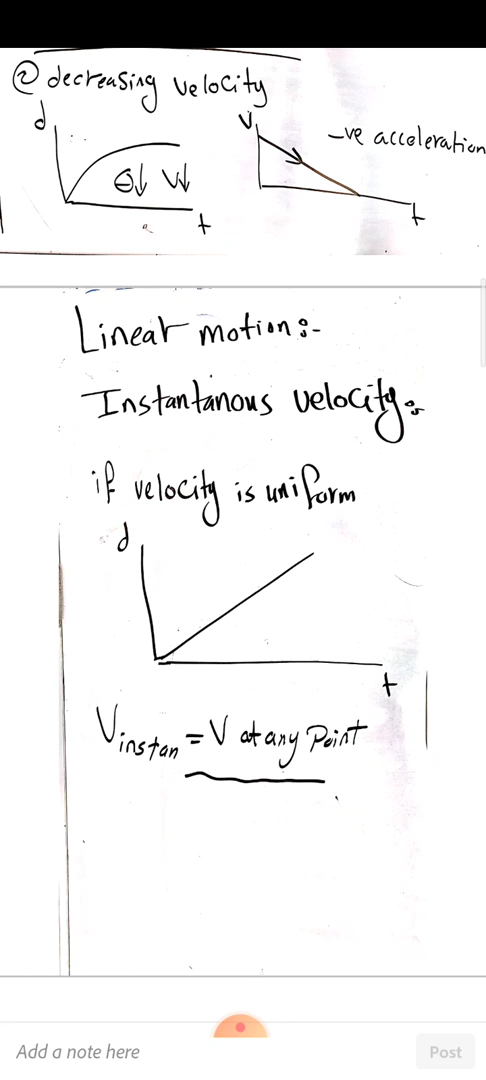 ② decreasing velocity
d
θ↓ V↓
t
V
-ve acceleration
t
Linear motion:-
Instantanous velocity:-
if velocity is uniform
d
t
Vinstan = V at any Point
Add a note here
Post